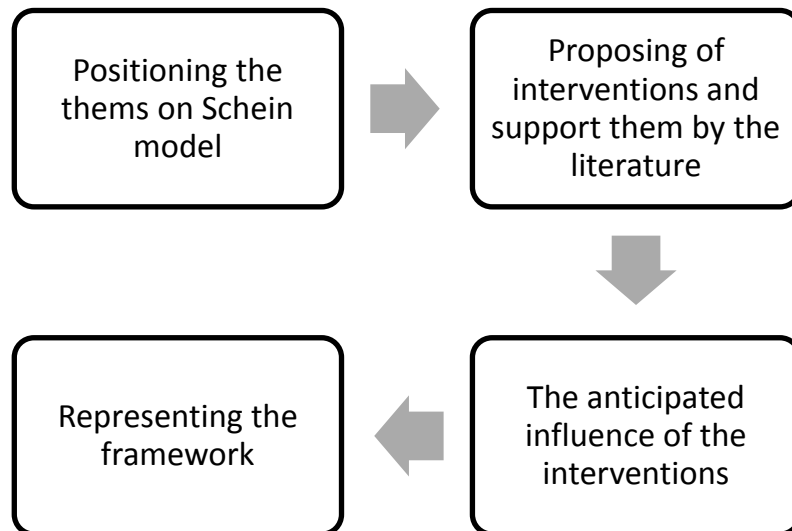 Positioning the
thems on Schein
model
Proposing of
interventions and
support them by the
literature
The anticipated
influence of the
interventions
Representing the
framework